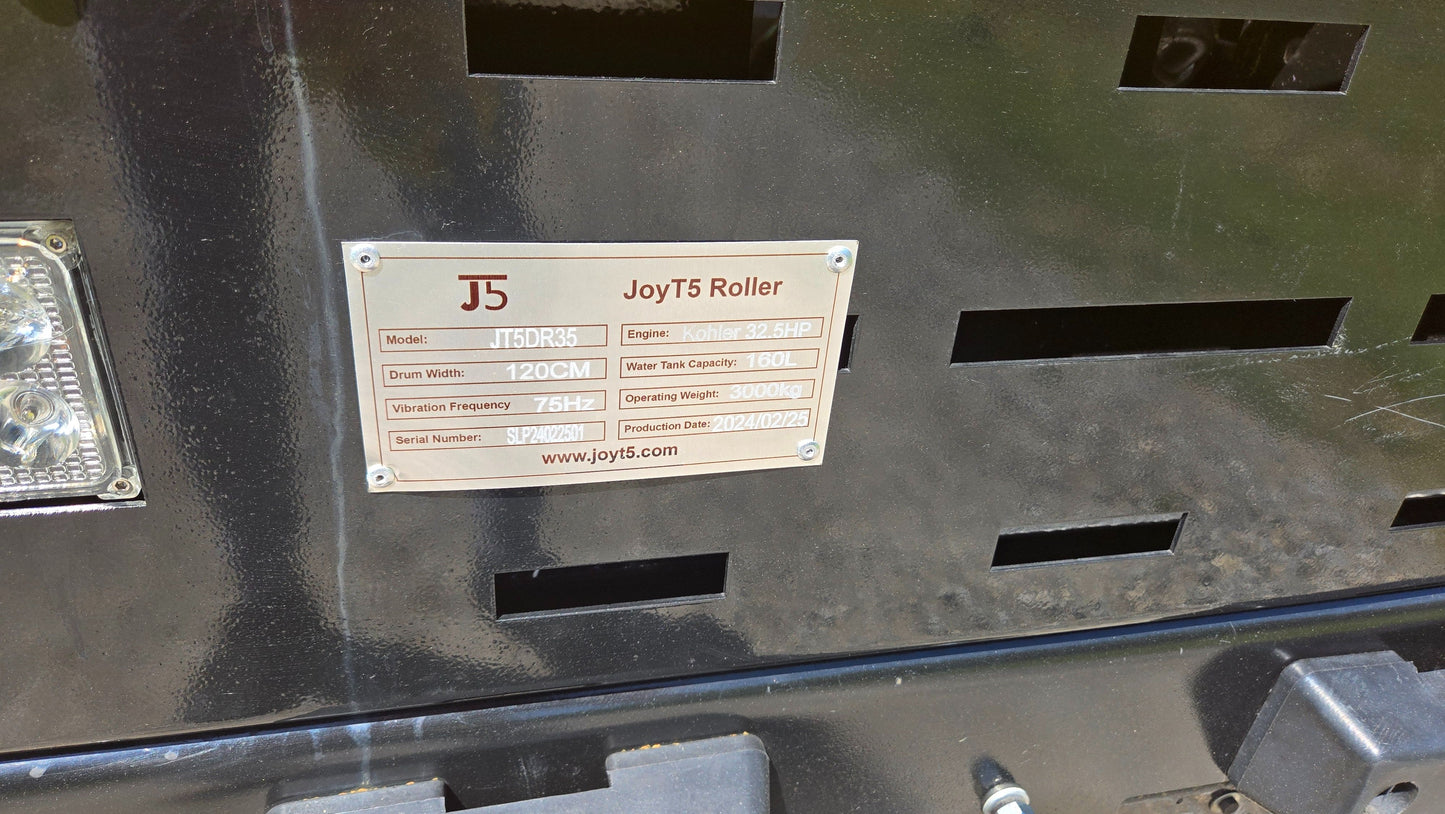 J5
JoyT5 Roller
Model: JT5DR35
Engine: Kohler 32.5HP
Drum Width: 120CM
Water Tank Capacity: 160L
Vibration Frequency 75Hz
Operating Weight: 3000kg
Serial Number: SLP24022501
Production Date: 2024/02/25
www.joyt5.com